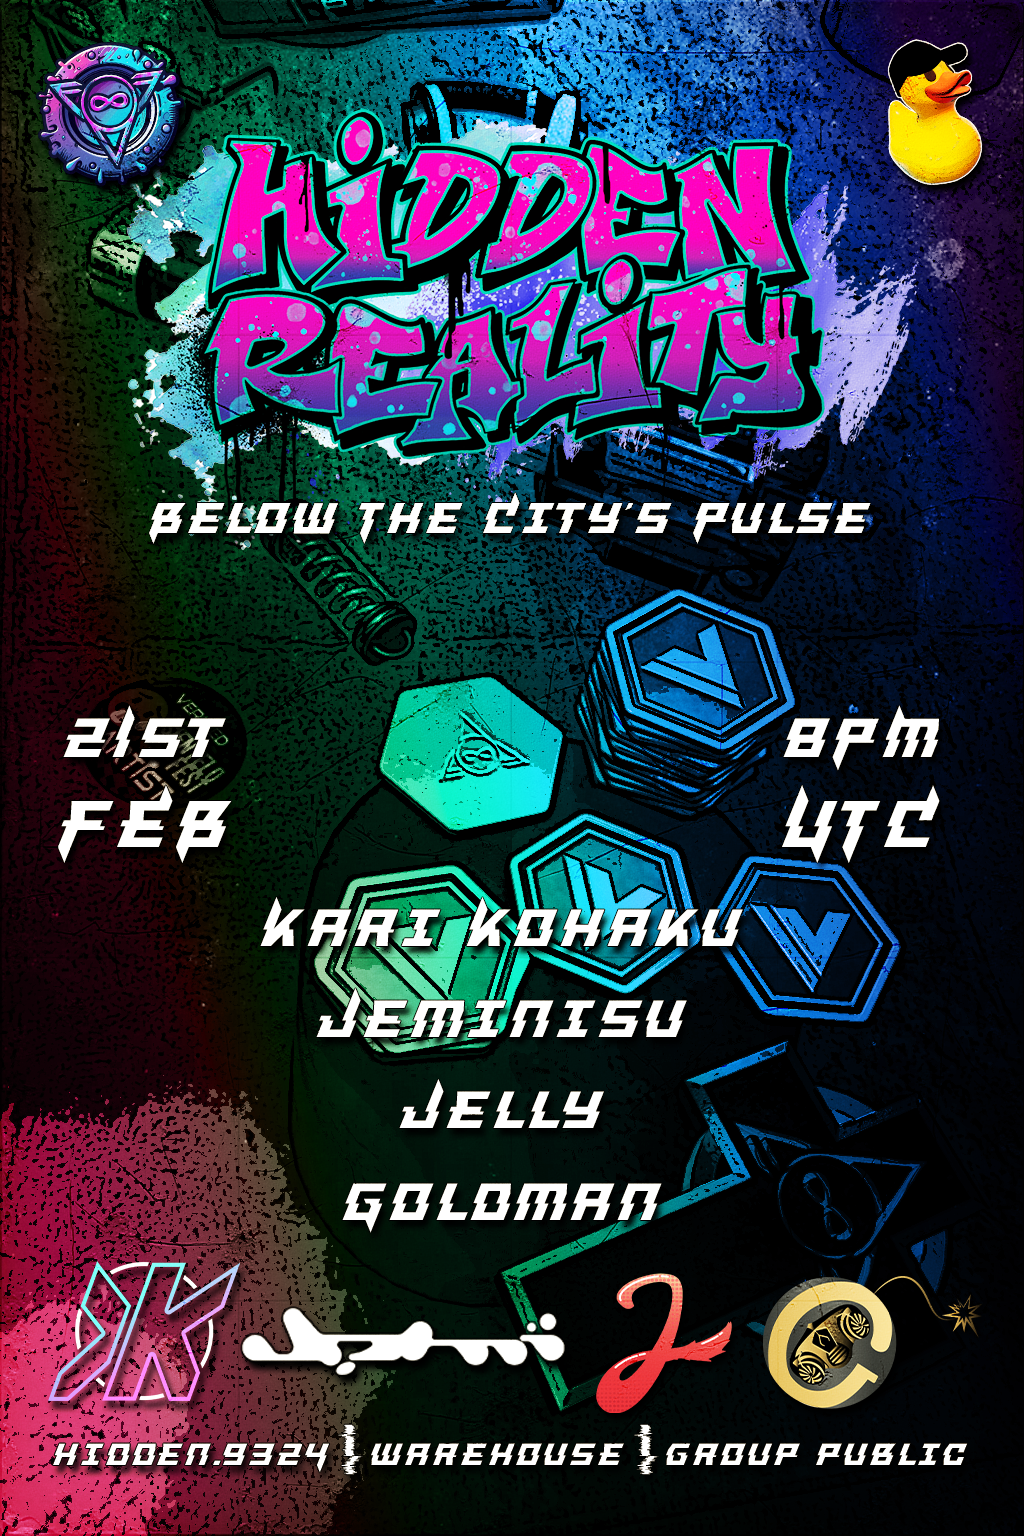 HiDDEN
REALiTY
BELOW THE CITY'S PULSE
21ST
FEB
8PM
UTC
KARI KOHAKU
JEMINISU
JELLY
GOLDMAN
HIDDEN.9324 | WAREHOUSE | GROUP PUBLIC